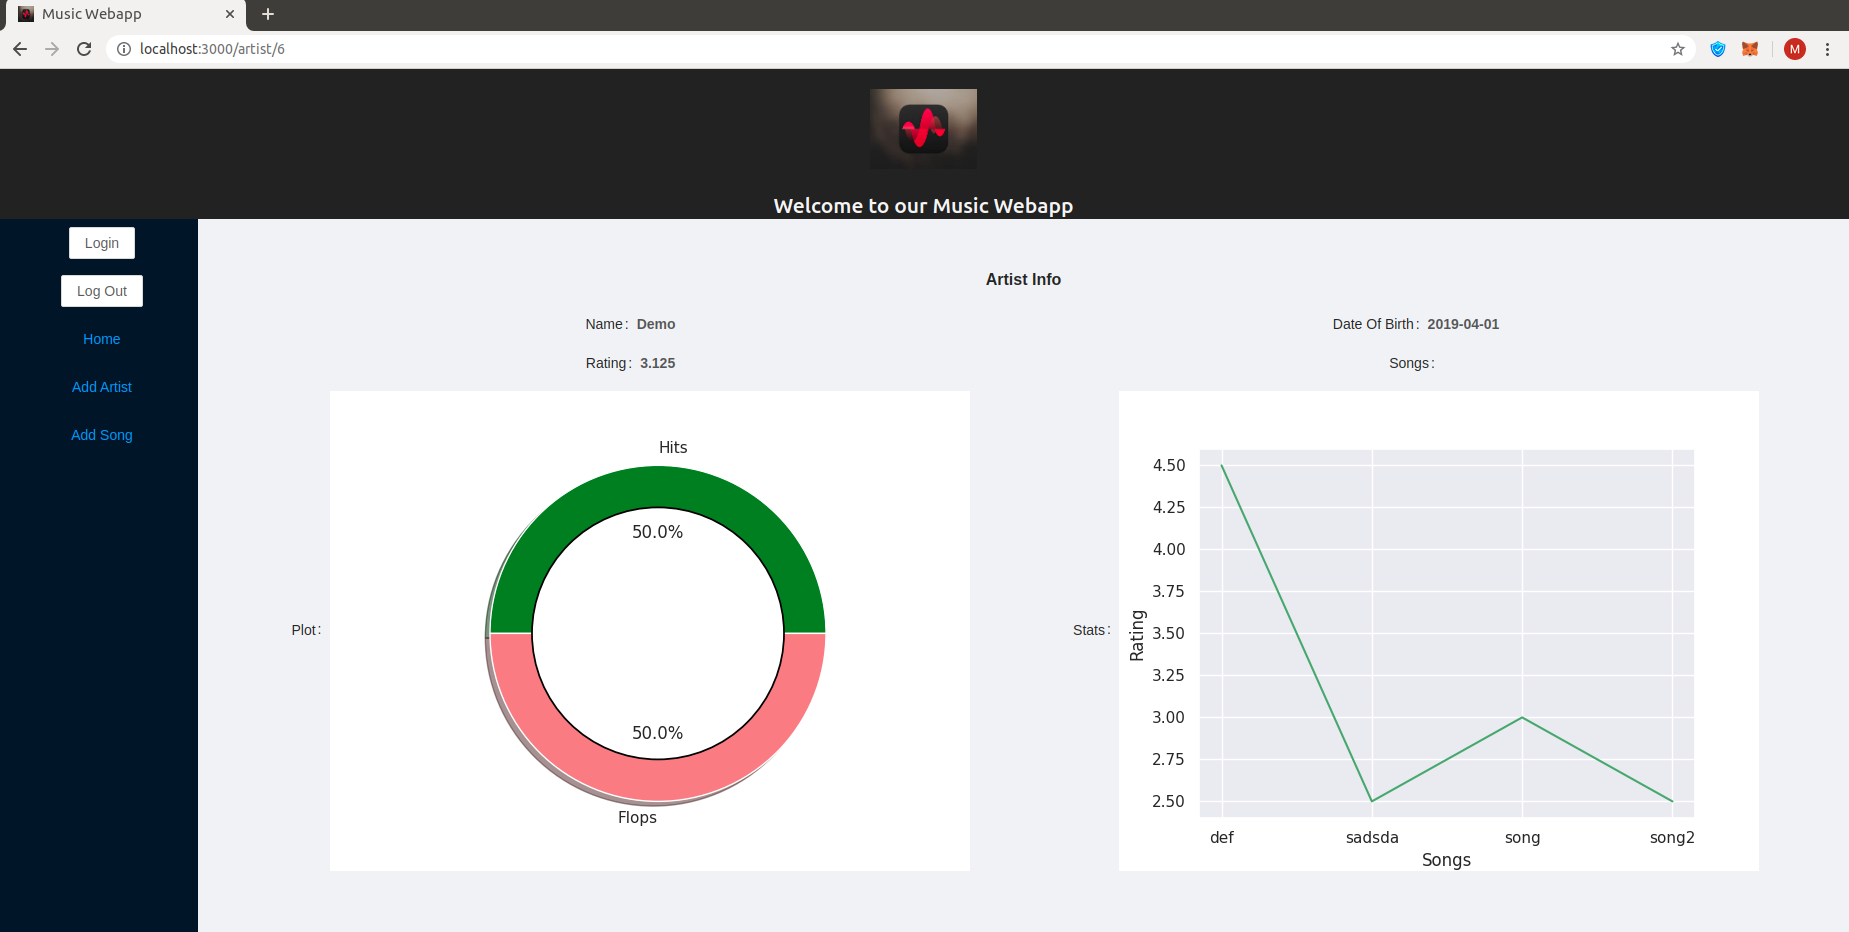 Music Webapp
localhost:3000/artist/6
M
Welcome to our Music Webapp
Login
Log Out
Home
Add Artist
Add Song
Artist Info
Name: Demo
Date Of Birth: 2019-04-01
Rating: 3.125
Songs:
Plot:
Hits
50.0%
50.0%
Flops
Stats:
Rating
4.50
4.25
4.00
3.75
3.50
3.25
3.00
2.75
2.50
def sadsda song song2
Songs